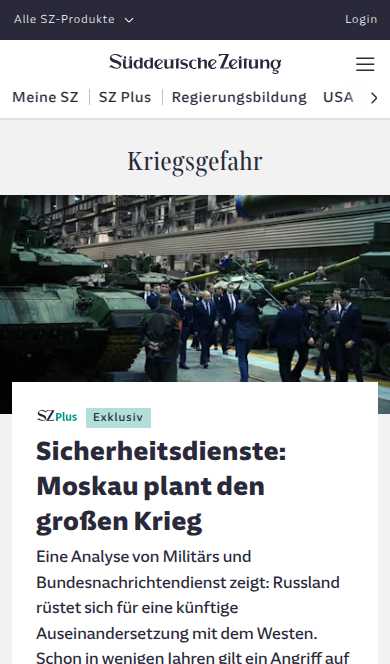 Alle SZ-Produkte
Login
Süddeutsche Zeitung
Meine SZ
SZ Plus
Regierungsbildung
USA
Kriegsgefahr
SZ Plus
Exklusiv
Sicherheitsdienste:
Moskau plant den
großen Krieg
Eine Analyse von Militärs und
Bundesnachrichtendienst zeigt: Russland
rüstet sich für eine künftige
Auseinandersetzung mit dem Westen.
Schon in wenigen Jahren gilt ein Angriff auf